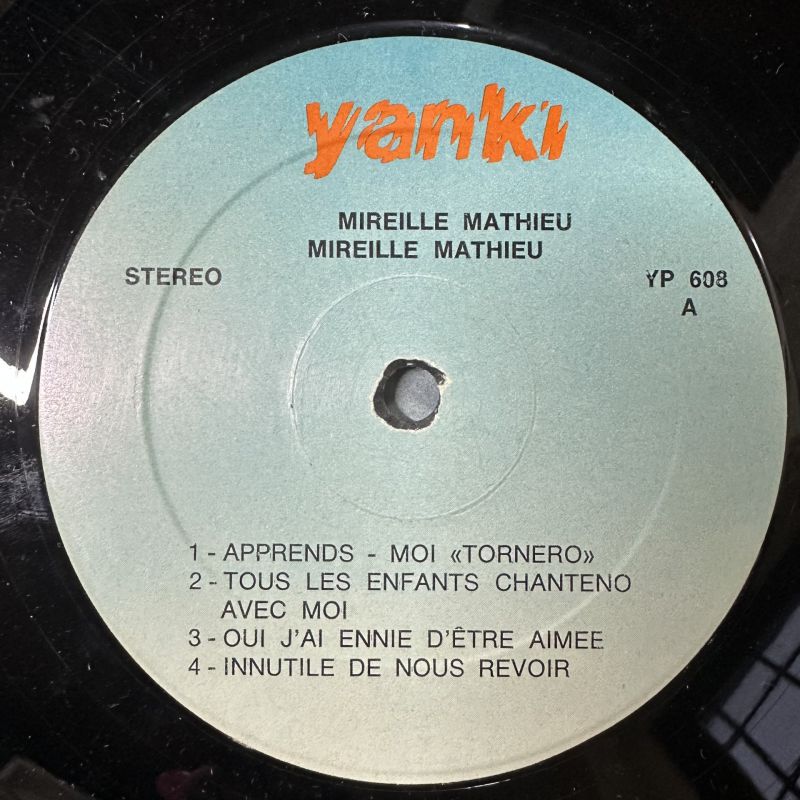 yanki
MIREILLE MATHIEU
MIREILLE MATHIEU
STEREO
YP 608
A
1 - APPRENDS - MOI «TORNERO»
2 - TOUS LES ENFANTS CHANTENO
AVEC MOI
3 - OUI J'AI ENNIE D'ÊTRE AIMEE
4 - INNUTILE DE NOUS REVOIR